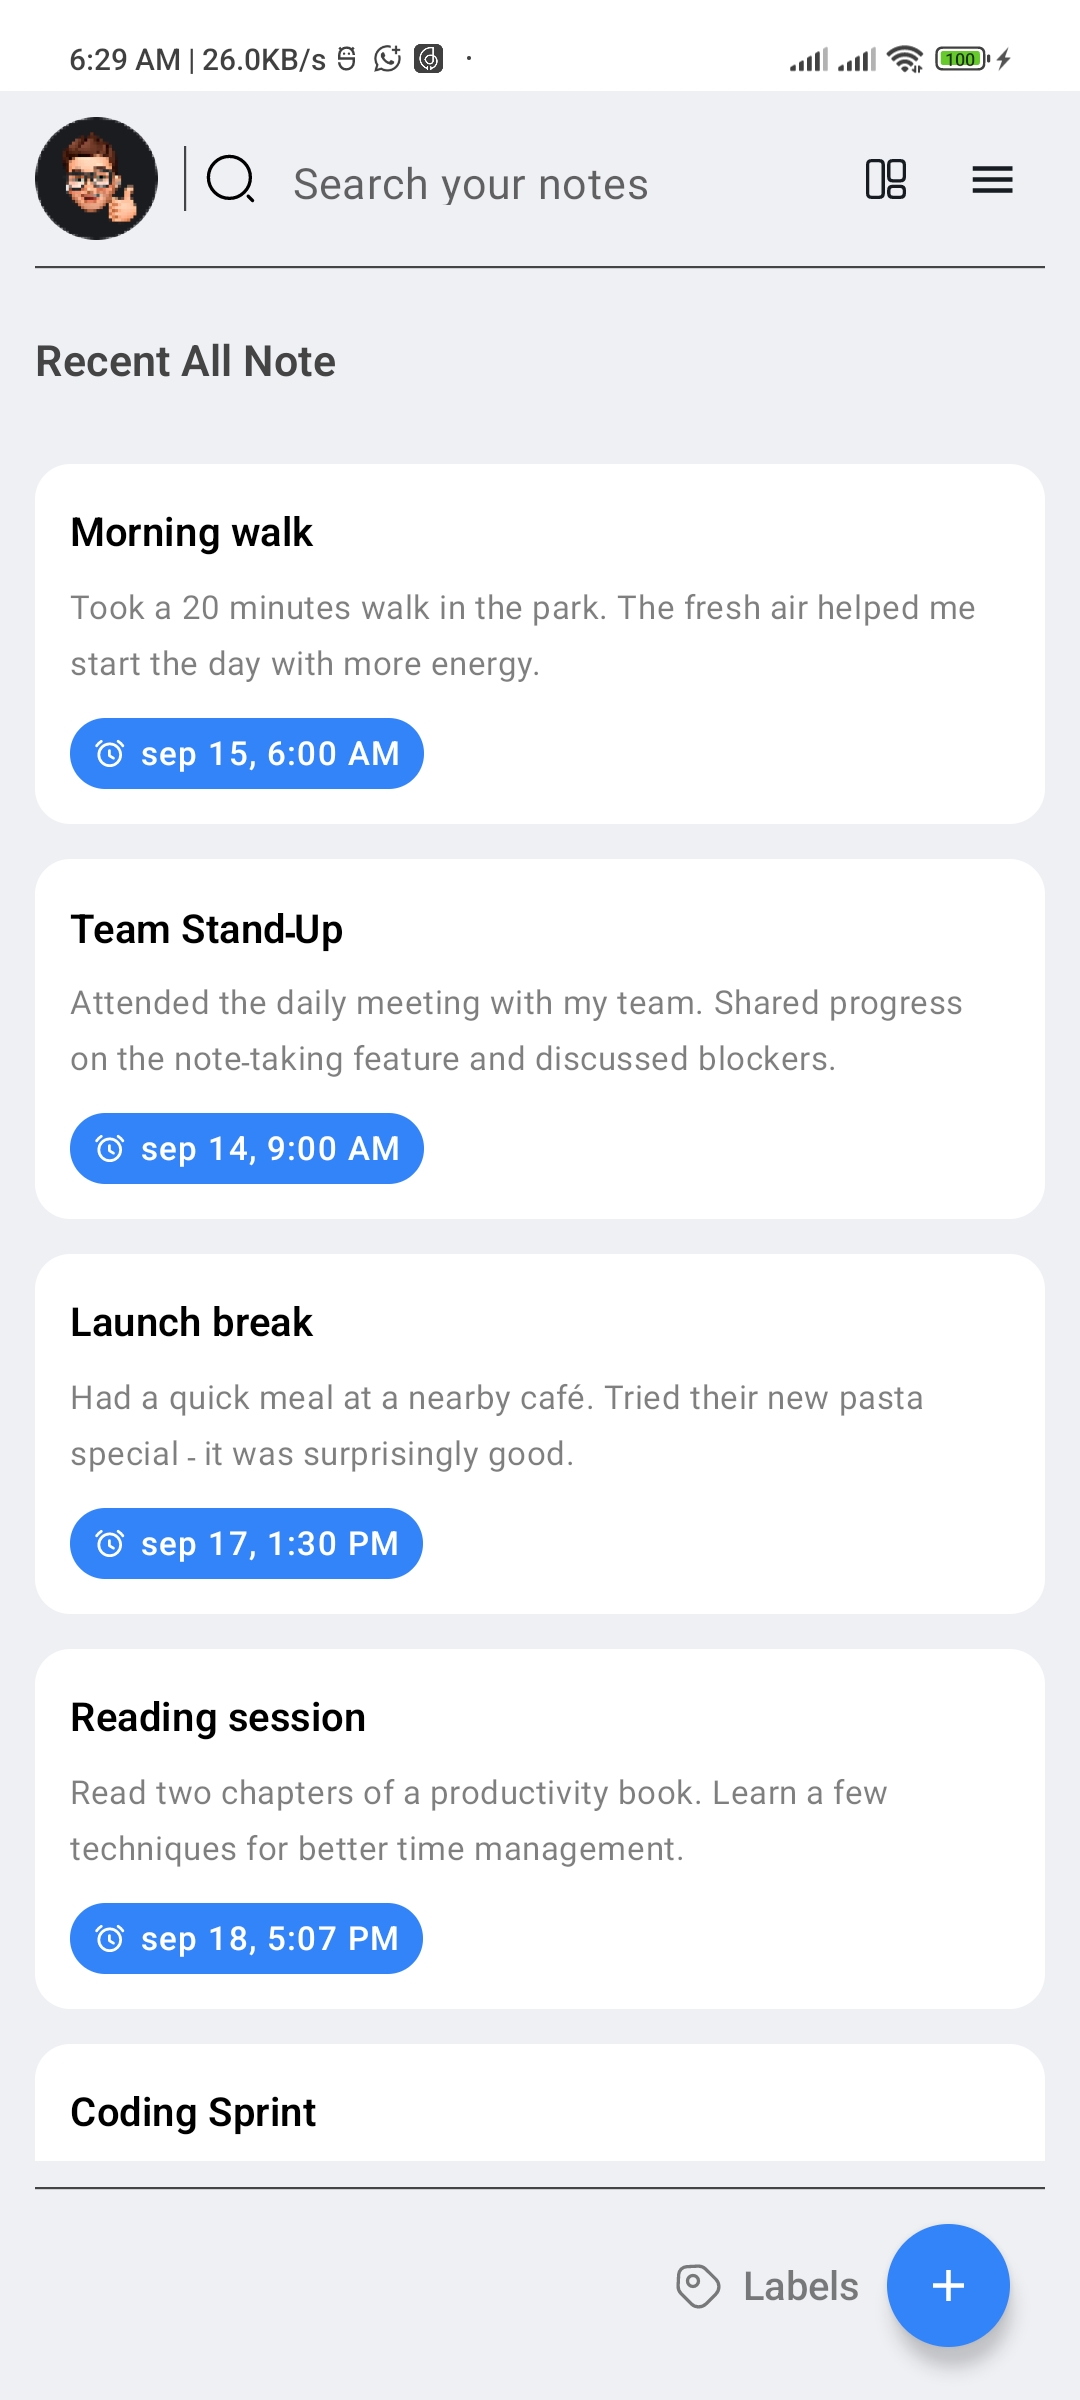 6:29 AM | 26.0KB/s
100
Search your notes
Recent All Note
Morning walk
Took a 20 minutes walk in the park. The fresh air helped me
start the day with more energy.
sep 15, 6:00 AM
Team Stand-Up
Attended the daily meeting with my team. Shared progress
on the note-taking feature and discussed blockers.
sep 14, 9:00 AM
Launch break
Had a quick meal at a nearby café. Tried their new pasta
special - it was surprisingly good.
sep 17, 1:30 PM
Reading session
Read two chapters of a productivity book. Learn a few
techniques for better time management.
sep 18, 5:07 PM
Coding Sprint
Labels